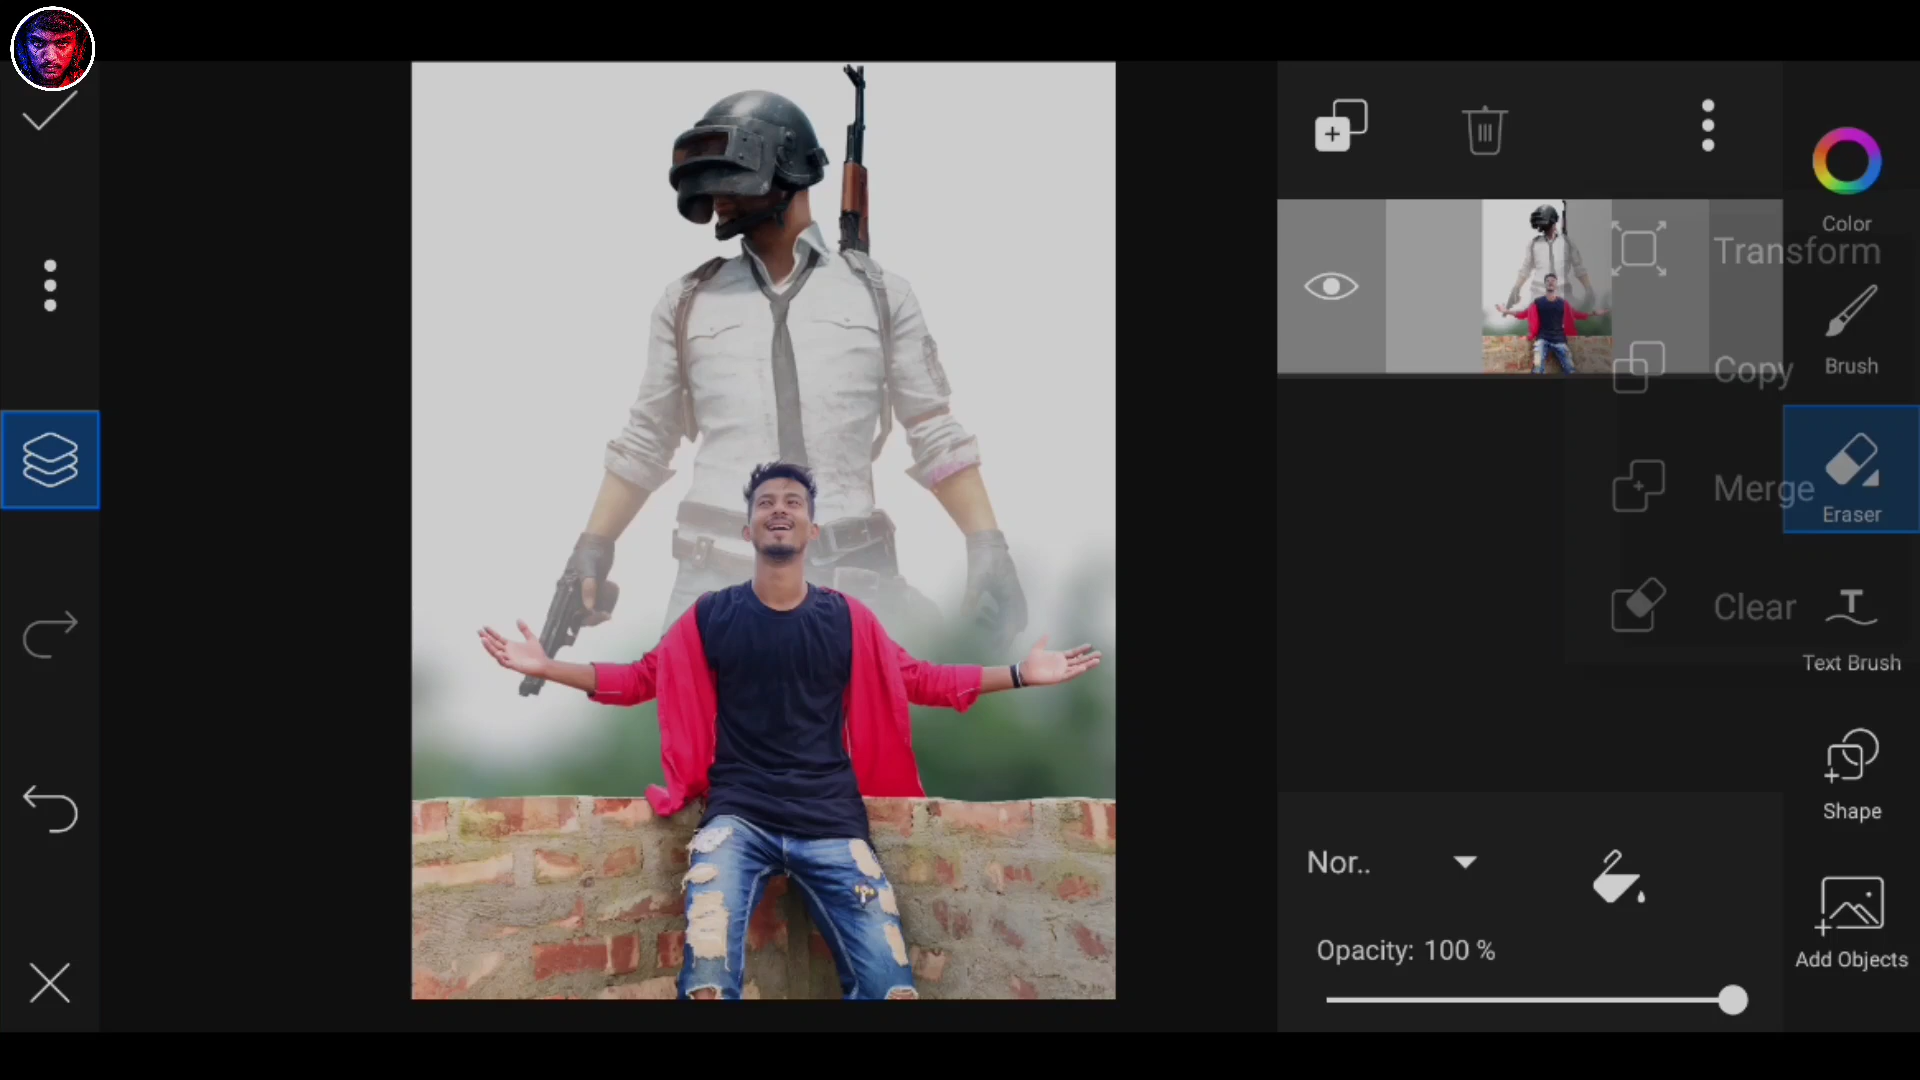 Color
Transform
Brush
Copy
Merge
Eraser
Clear
Text Brush
Shape
Nor..
Opacity: 100 %
Add Objects